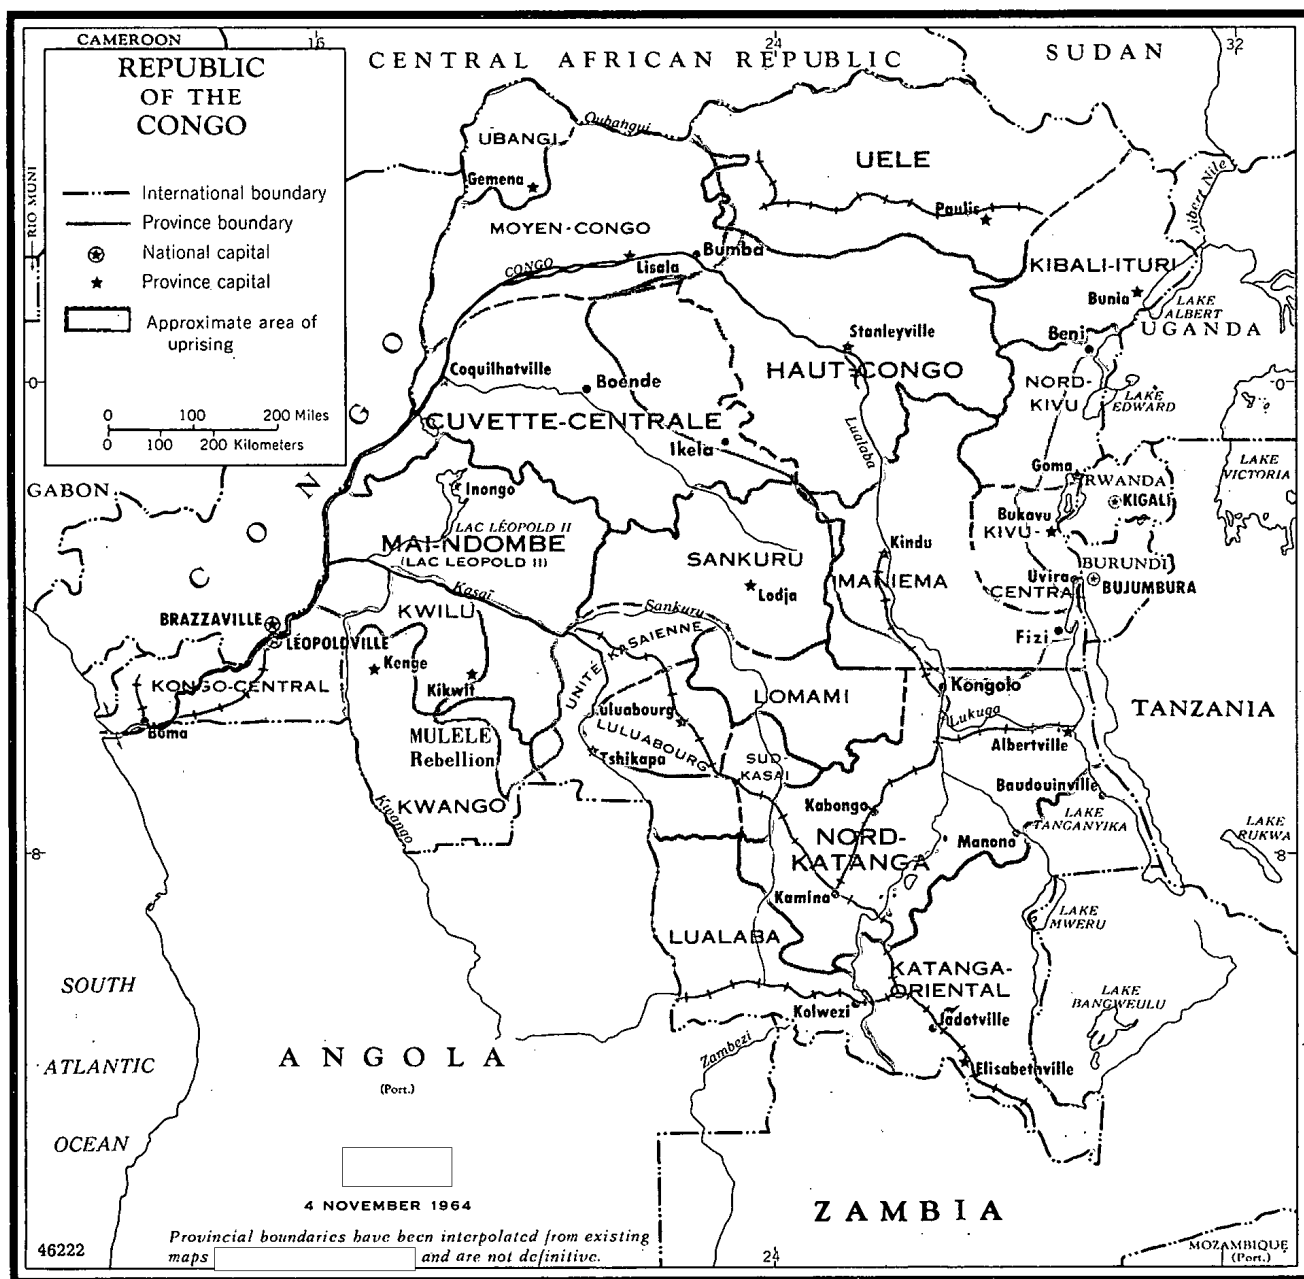 CAMEROON
16
24
32
CENTRAL AFRICAN REPUBLIC
SUDAN
REPUBLIC
OF THE
CONGO
International boundary
Province boundary
National capital
Province capital
Approximate area of
uprising
0 100 200 Miles
0 100 200 Kilometers
RIO MUNI
UBANGI
Oubangui
Gemena
UELE
Paulis
Albert Nile
MOYEN-CONGO
CONGO
Lisala
Bumba
KIBALI-ITURI
Bunia
LAKE
ALBERT
UGANDA
Stanleyville
Beni
HAUT-CONGO
0
0
Coquilhatville
Boende
NORD-
KIVU
LAKE
EDWARD
CUVETTE-CENTRALE
Ikela
Lualaba
CONGO
GABON
Inongo
LAC LÉOPOLD II
MAI-NDOMBE
(LAC LEOPOLD II)
Goma
RWANDA
KIGALI
LAKE
VICTORIA
Bukavu
KIVU-
CENTRAL
SANKURU
Lodja
Kindu
MANIEMA
BURUNDI
Uvira
BUJUMBURA
Fizi
Kasai
KWILU
Sankuru
BRAZZAVILLE
LÉOPOLDVILLE
Kenge
Kikwit
UNITÉ KASAIENNE
KONGO-CENTRAL
Boma
Luluabourg
LULUABOURG
LOMAMI
Kongolo
Lukuga
Albertville
TANZANIA
MULELE
Rebellion
Tshikapa
SUD-
KASAI
Baudouinville
LAKE
TANGANYIKA
LAKE
RUKWA
KWANGO
Kwango
Kabongo
NORD-
KATANGA
Manono
8
8
Kamina
LAKE
MWERU
LUALABA
KATANGA-
ORIENTAL
LAKE
BANGWEULU
SOUTH
ATLANTIC
OCEAN
Kolwezi
Jadotville
ANGOLA
(Port.)
Zambezi
Elisabethville
4 NOVEMBER 1964
ZAMBIA
Provincial boundaries have been interpolated from existing
maps and are not definitive.
46222
24
MOZAMBIQUE
(Port.)